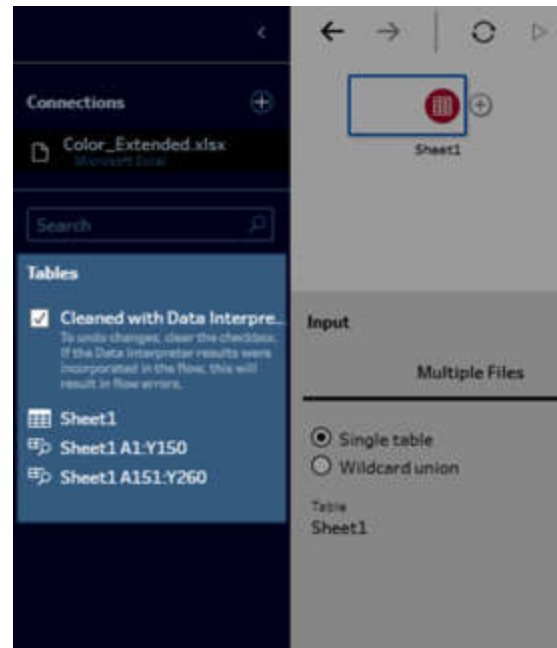 Connections
Color_Extended.xlsx
Microsoft Excel
Search
Tables
Cleaned with Data Interpre...
To undo changes, clear the checkbox.
If the Data Interpreter results were
incorporated in the flow, this will
result in flow errors.
Sheet1
Sheet1 A1:Y150
Sheet1 A151:Y260
Sheet1
Input
Multiple Files
Single table
Wildcard union
Table
Sheet1